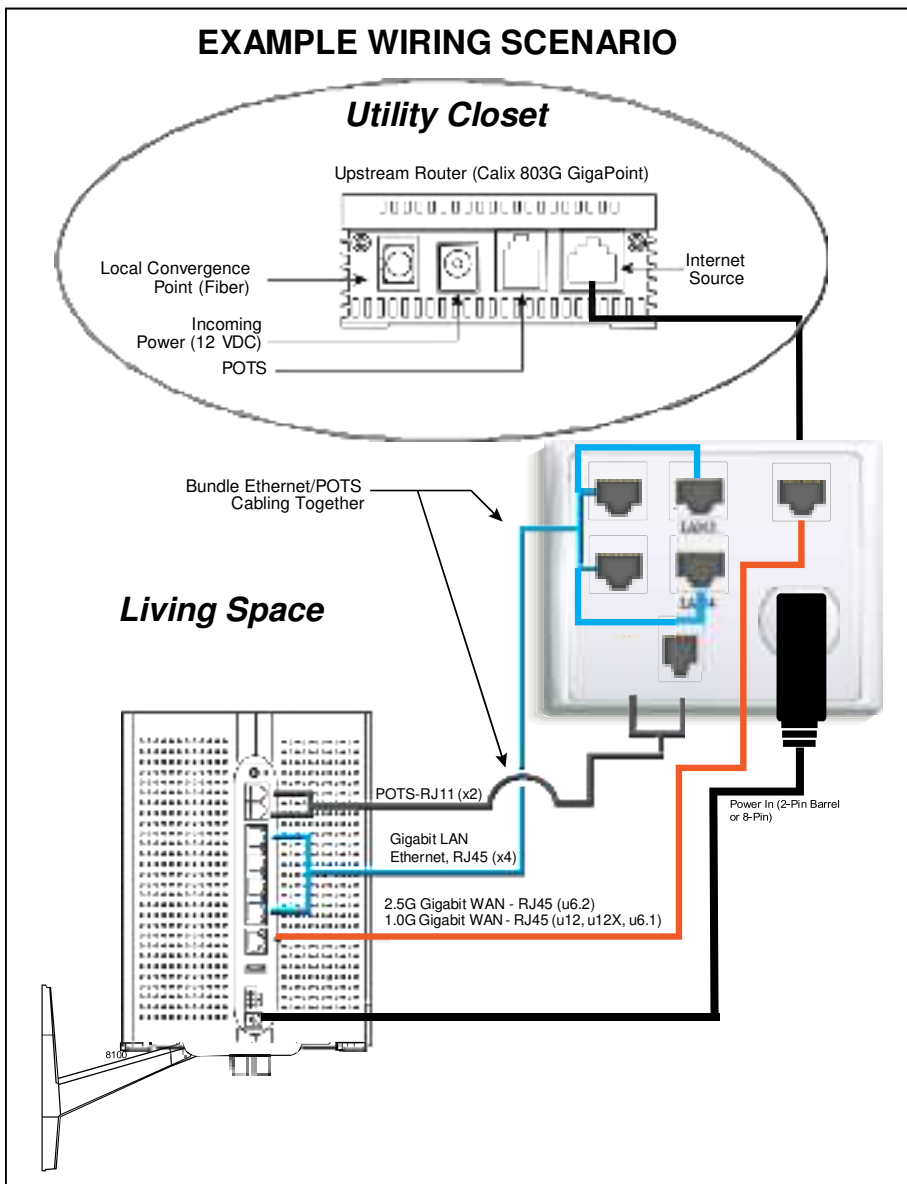 EXAMPLE WIRING SCENARIO
Utility Closet
Upstream Router (Calix 803G GigaPoint)
Local Convergence
Point (Fiber)
Internet
Source
Incoming
Power (12 VDC)
POTS
Bundle Ethernet/POTS
Cabling Together
Living Space
POTS-RJ11 (x2)
Gigabit LAN
Ethernet, RJ45 (x4)
Power In (2-Pin Barrel
or 8-Pin)
2.5G Gigabit WAN - RJ45 (u6.2)
1.0G Gigabit WAN - RJ45 (u12, u12X, u6.1)
8100